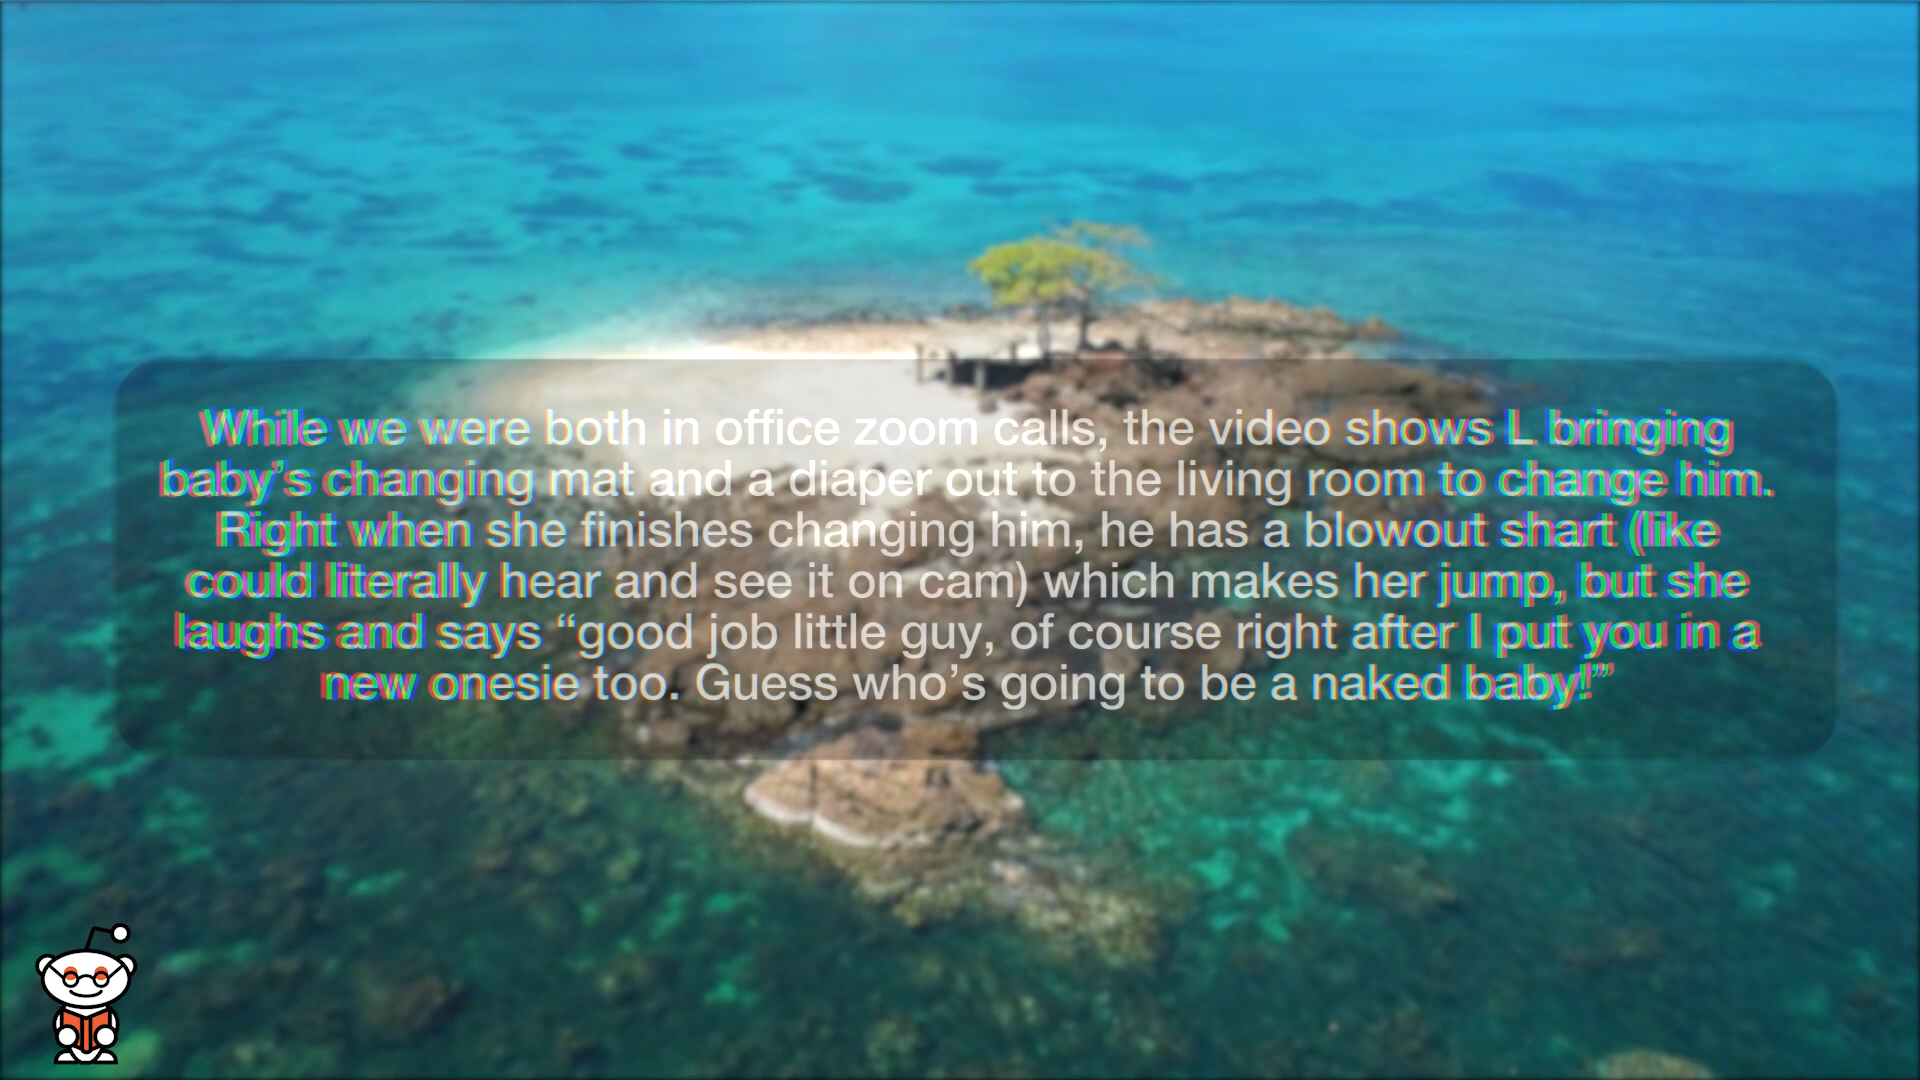 While we were both in office zoom calls, the video shows L bringing
baby’s changing mat and a diaper out to the living room to change him.
Right when she finishes changing him, he has a blowout shart (like
could literally hear and see it on cam) which makes her jump, but she
laughs and says “good job little guy, of course right after I put you in a
new onesie too. Guess who’s going to be a naked baby!’”